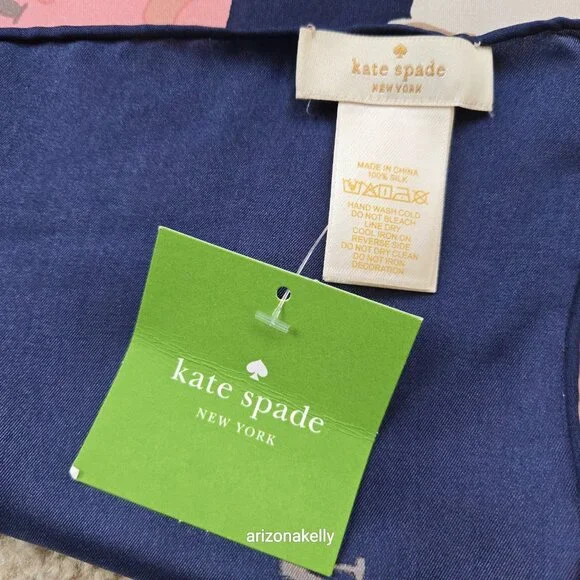 kate spade
NEW YORK
MADE IN CHINA
100% SILK
HAND WASH COLD
DO NOT BLEACH
LINE DRY
COOL IRON ON
REVERSE SIDE
DO NOT DRY CLEAN
DO NOT IRON
DECORATION
kate spade
NEW YORK
arizonakelly